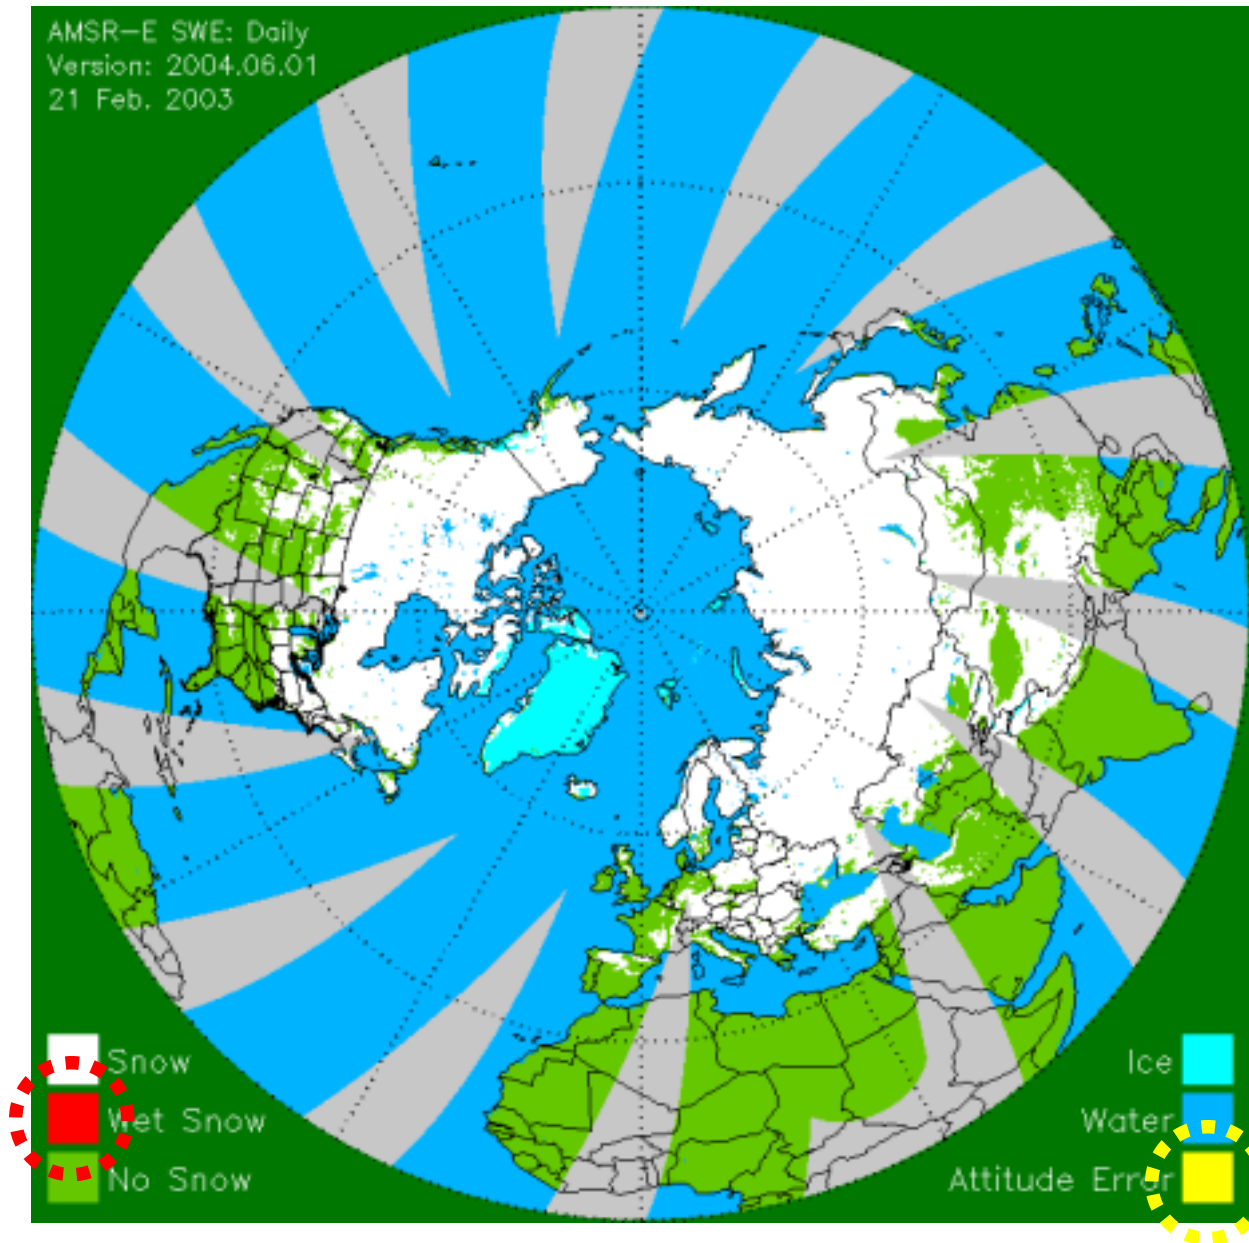 AMSR-E SWE: Daily
Version: 2004.06.01
21 Feb. 2003
Snow
Wet Snow
No Snow
Ice
Water
Attitude Error